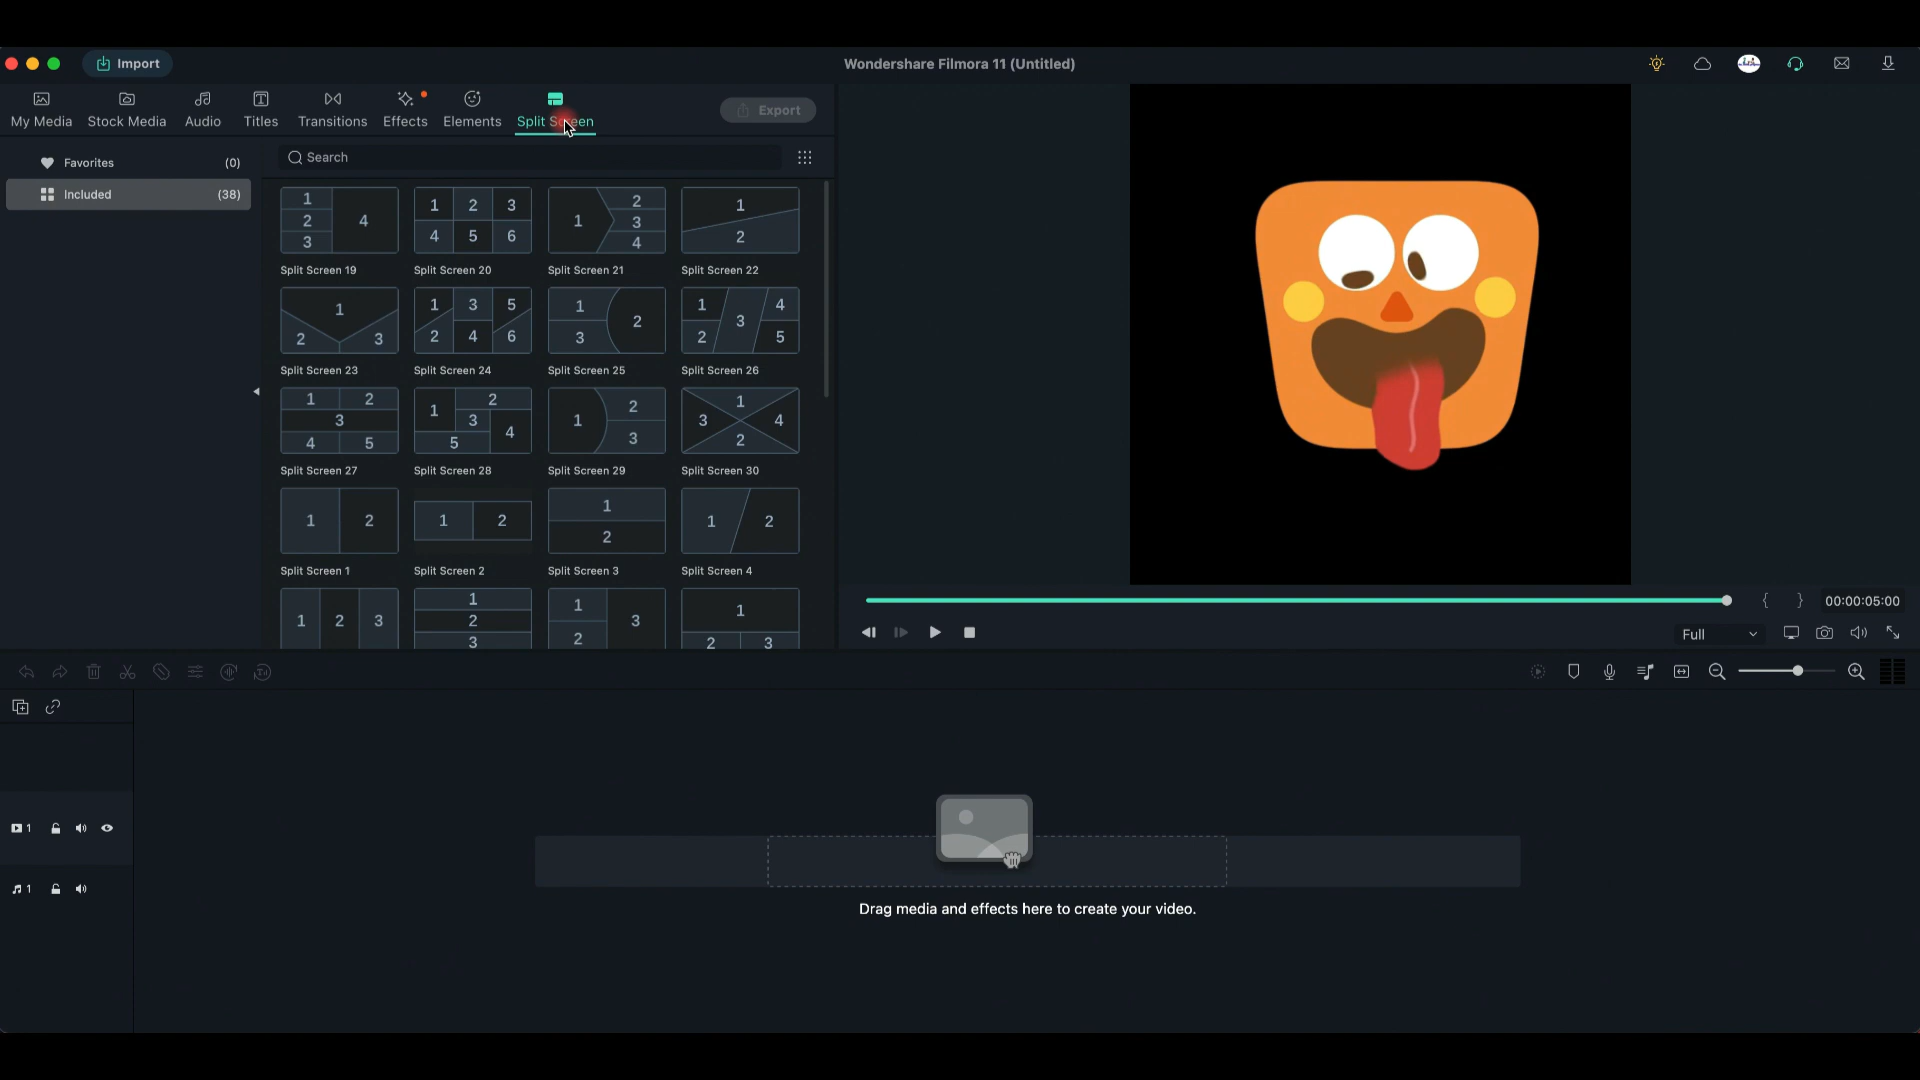 Import
Wondershare Filmora 11 (Untitled)
My Media
Stock Media
Audio
Titles
Transitions
Effects
Elements
Split Screen
Export
Favorites (0)
Included (38)
Search
1 2 3 4
1 2 3 4 5 6
1 2 3 4
1 2
Split Screen 19
Split Screen 20
Split Screen 21
Split Screen 22
1 2 3
1 3 5 2 4 6
1 2 3
1 4 3 2 5
Split Screen 23
Split Screen 24
Split Screen 25
Split Screen 26
1 2 3 4 5
1 2 3 4 5
1 2 3
1 3 4 2
Split Screen 27
Split Screen 28
Split Screen 29
Split Screen 30
1 2
1 2
1 2
1 2
Split Screen 1
Split Screen 2
Split Screen 3
Split Screen 4
1 2 3
1 2 3
1 3 2
1 2 3
00:00:05:00
Full
1
1
Drag media and effects here to create your video.